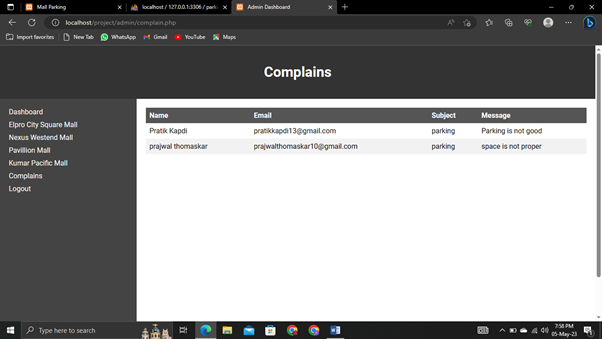 Mall Parking
localhost / 127.0.0.1:3306 / parki
Admin Dashboard
localhost/project/admin/complain.php
Import favorites
New Tab
WhatsApp
Gmail
YouTube
Maps
Complains
Dashboard
Elpro City Square Mall
Nexus Westend Mall
Pavillion Mall
Kumar Pacific Mall
Complains
Logout
Name Email Subject Message
Pratik Kapdi pratikkapdi13@gmail.com parking Parking is not good
prajwal thomaskar prajwalthomaskar10@gmail.com parking space is not proper
Type here to search
7:58 PM
05-May-23